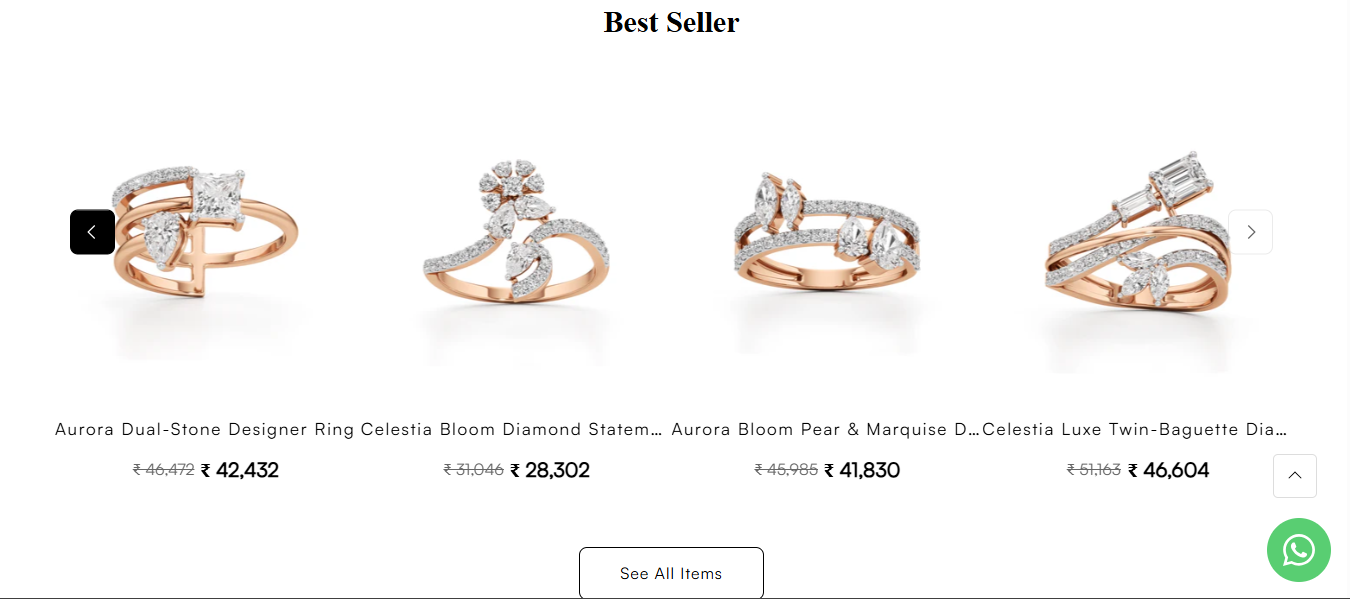 Best Seller
Aurora Dual-Stone Designer Ring
Celestia Bloom Diamond Statem...
Aurora Bloom Pear & Marquise D...
Celestia Luxe Twin-Baguette Dia...
₹ 46,472 ₹ 42,432
₹ 31,046 ₹ 28,302
₹ 45,985 ₹ 41,830
₹ 51,163 ₹ 46,604
See All Items